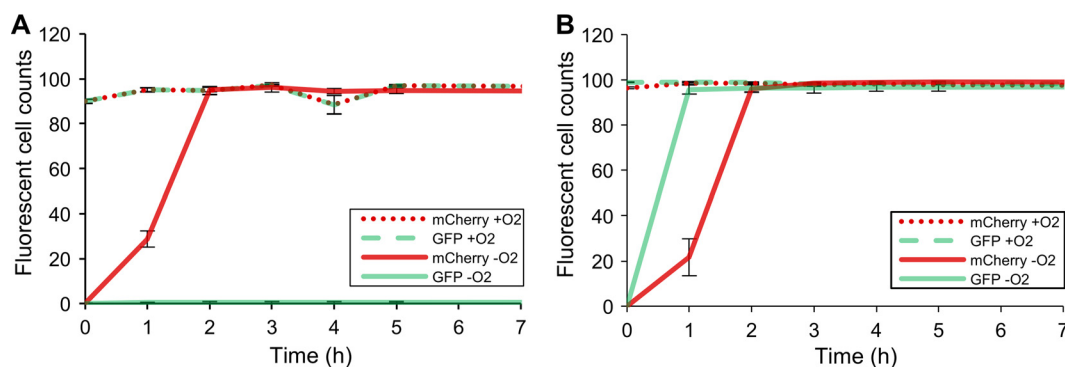 A
Fluorescent cell counts
120
100
80
60
40
20
0
mCherry +O2
GFP +O2
mCherry -O2
GFP -O2
0 1 2 3 4 5 6 7
Time (h)
B
Fluorescent cell counts
120
100
80
60
40
20
0
mCherry +O2
GFP +O2
mCherry -O2
GFP -O2
0 1 2 3 4 5 6 7
Time (h)